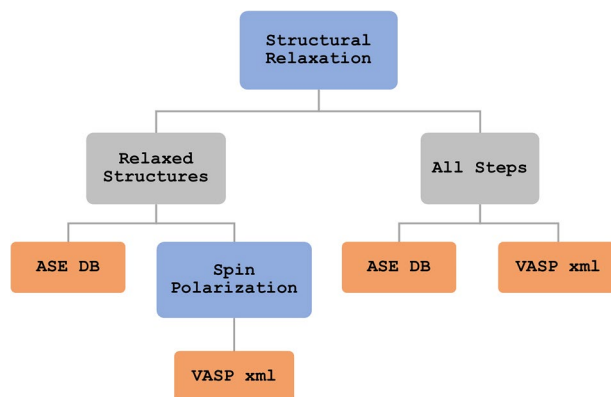 Structural
Relaxation
Relaxed
Structures
All Steps
ASE DB
Spin
Polarization
ASE DB
VASP xml
VASP xml